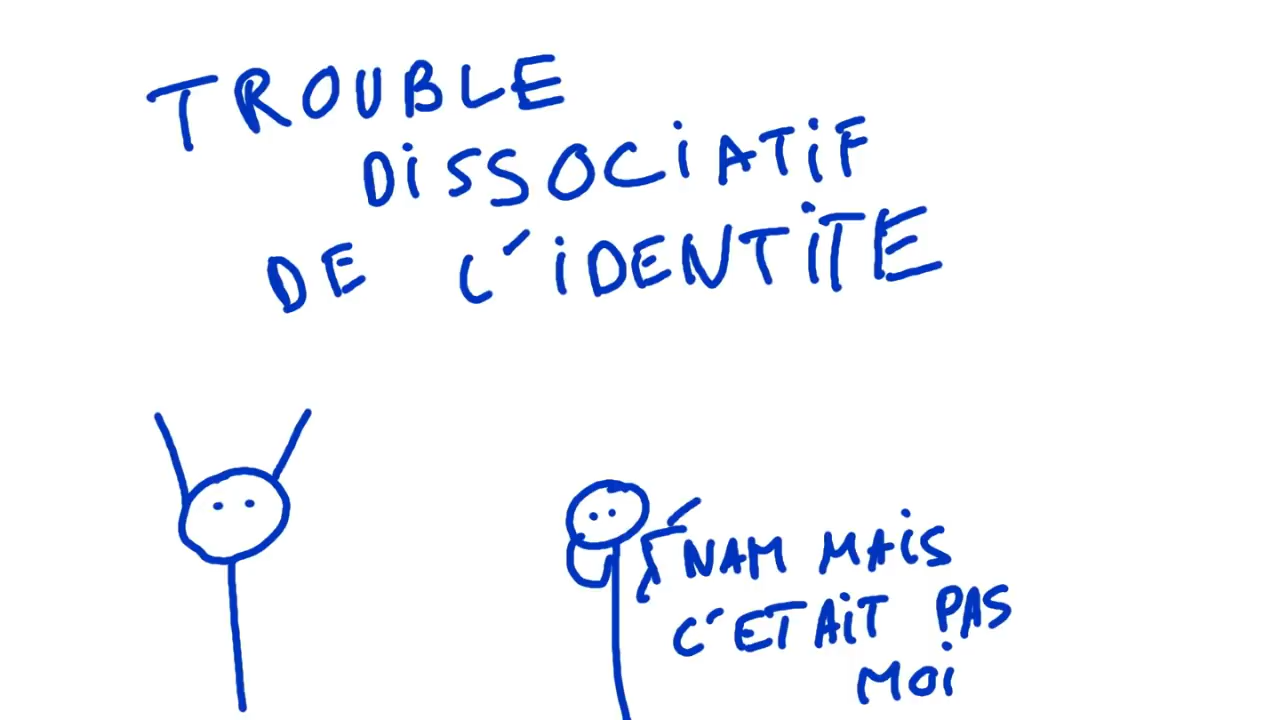 TROUBLE
DISSOCIATIF
DE L'IDENTITE
NAM MAIS
C'ETAIT PAS
MOI